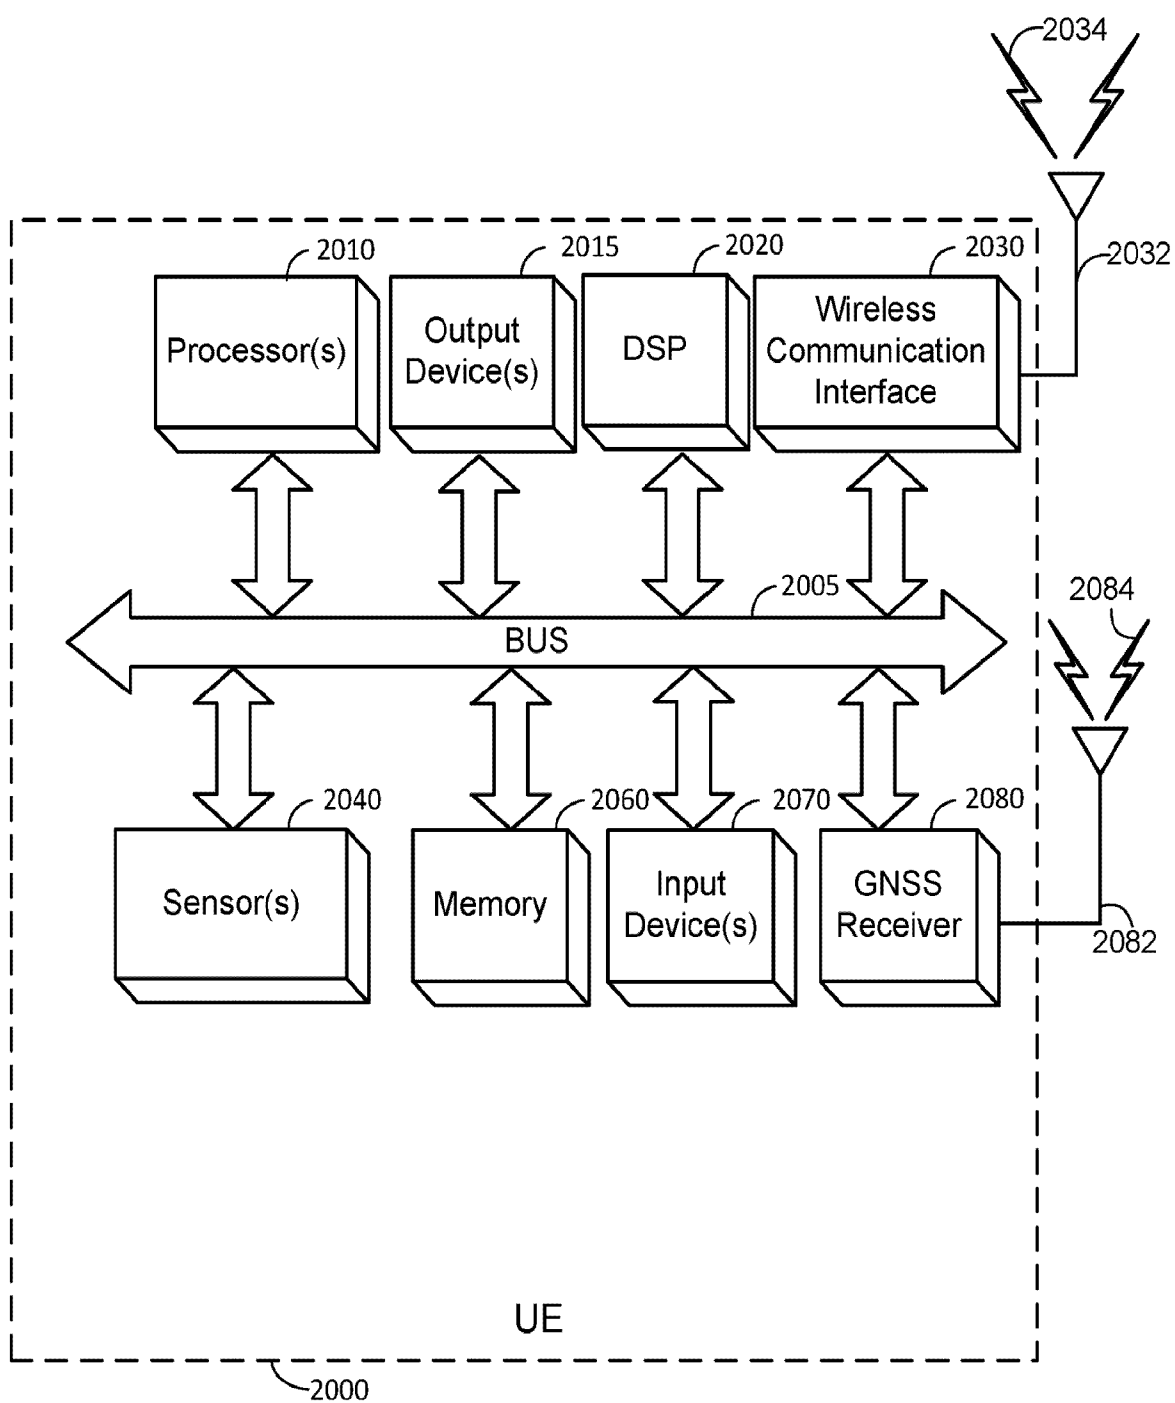 2034
2010
2015
2020
2030
2032
Processor(s)
Output
Device(s)
DSP
Wireless
Communication
Interface
2005
BUS
2084
2040
2060
2070
2080
Sensor(s)
Memory
Input
Device(s)
GNSS
Receiver
2082
UE
2000